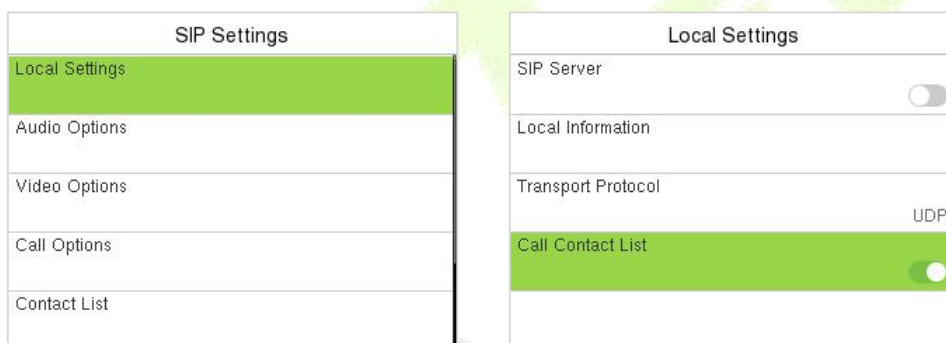 SIP Settings
Local Settings
Audio Options
Video Options
Call Options
Contact List
Local Settings
SIP Server
Local Information
Transport Protocol
UDP
Call Contact List